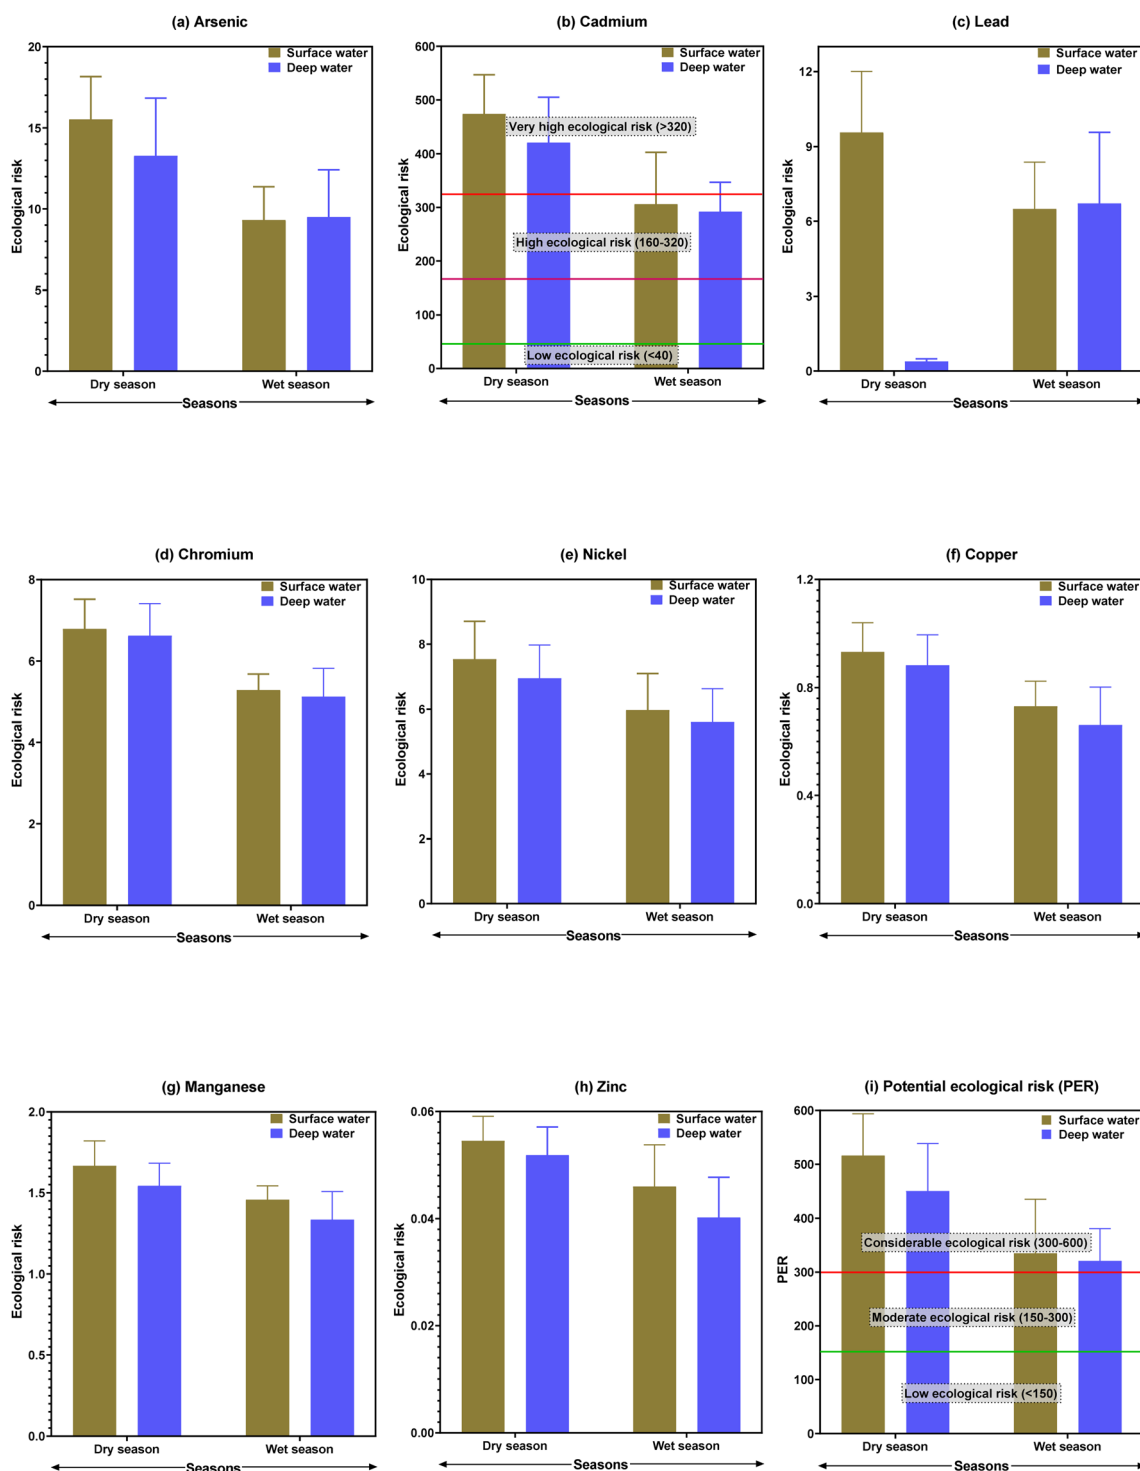 (a) Arsenic
Surface water
Deep water
20
15
10
5
0
Ecological risk
Dry season
Wet season
Seasons
(b) Cadmium
Surface water
Deep water
600
500
400
300
200
100
0
Ecological risk
Very high ecological risk (>320)
High ecological risk (160-320)
Low ecological risk (<40)
Dry season
Wet season
Seasons
(c) Lead
Surface water
Deep water
12
9
6
3
0
Ecological risk
Dry season
Wet season
Seasons
(d) Chromium
Surface water
Deep water
8
6
4
2
0
Ecological risk
Dry season
Wet season
Seasons
(e) Nickel
Surface water
Deep water
10
8
6
4
2
0
Ecological risk
Dry season
Wet season
Seasons
(f) Copper
Surface water
Deep water
1.2
0.8
0.4
0.0
Ecological risk
Dry season
Wet season
Seasons
(g) Manganese
Surface water
Deep water
2.0
1.5
1.0
0.5
0.0
Ecological risk
Dry season
Wet season
Seasons
(h) Zinc
Surface water
Deep water
0.06
0.04
0.02
0.00
Ecological risk
Dry season
Wet season
Seasons
(i) Potential ecological risk (PER)
Surface water
Deep water
600
500
400
300
200
100
0
PER
Considerable ecological risk (300-600)
Moderate ecological risk (150-300)
Low ecological risk (<150)
Dry season
Wet season
Seasons